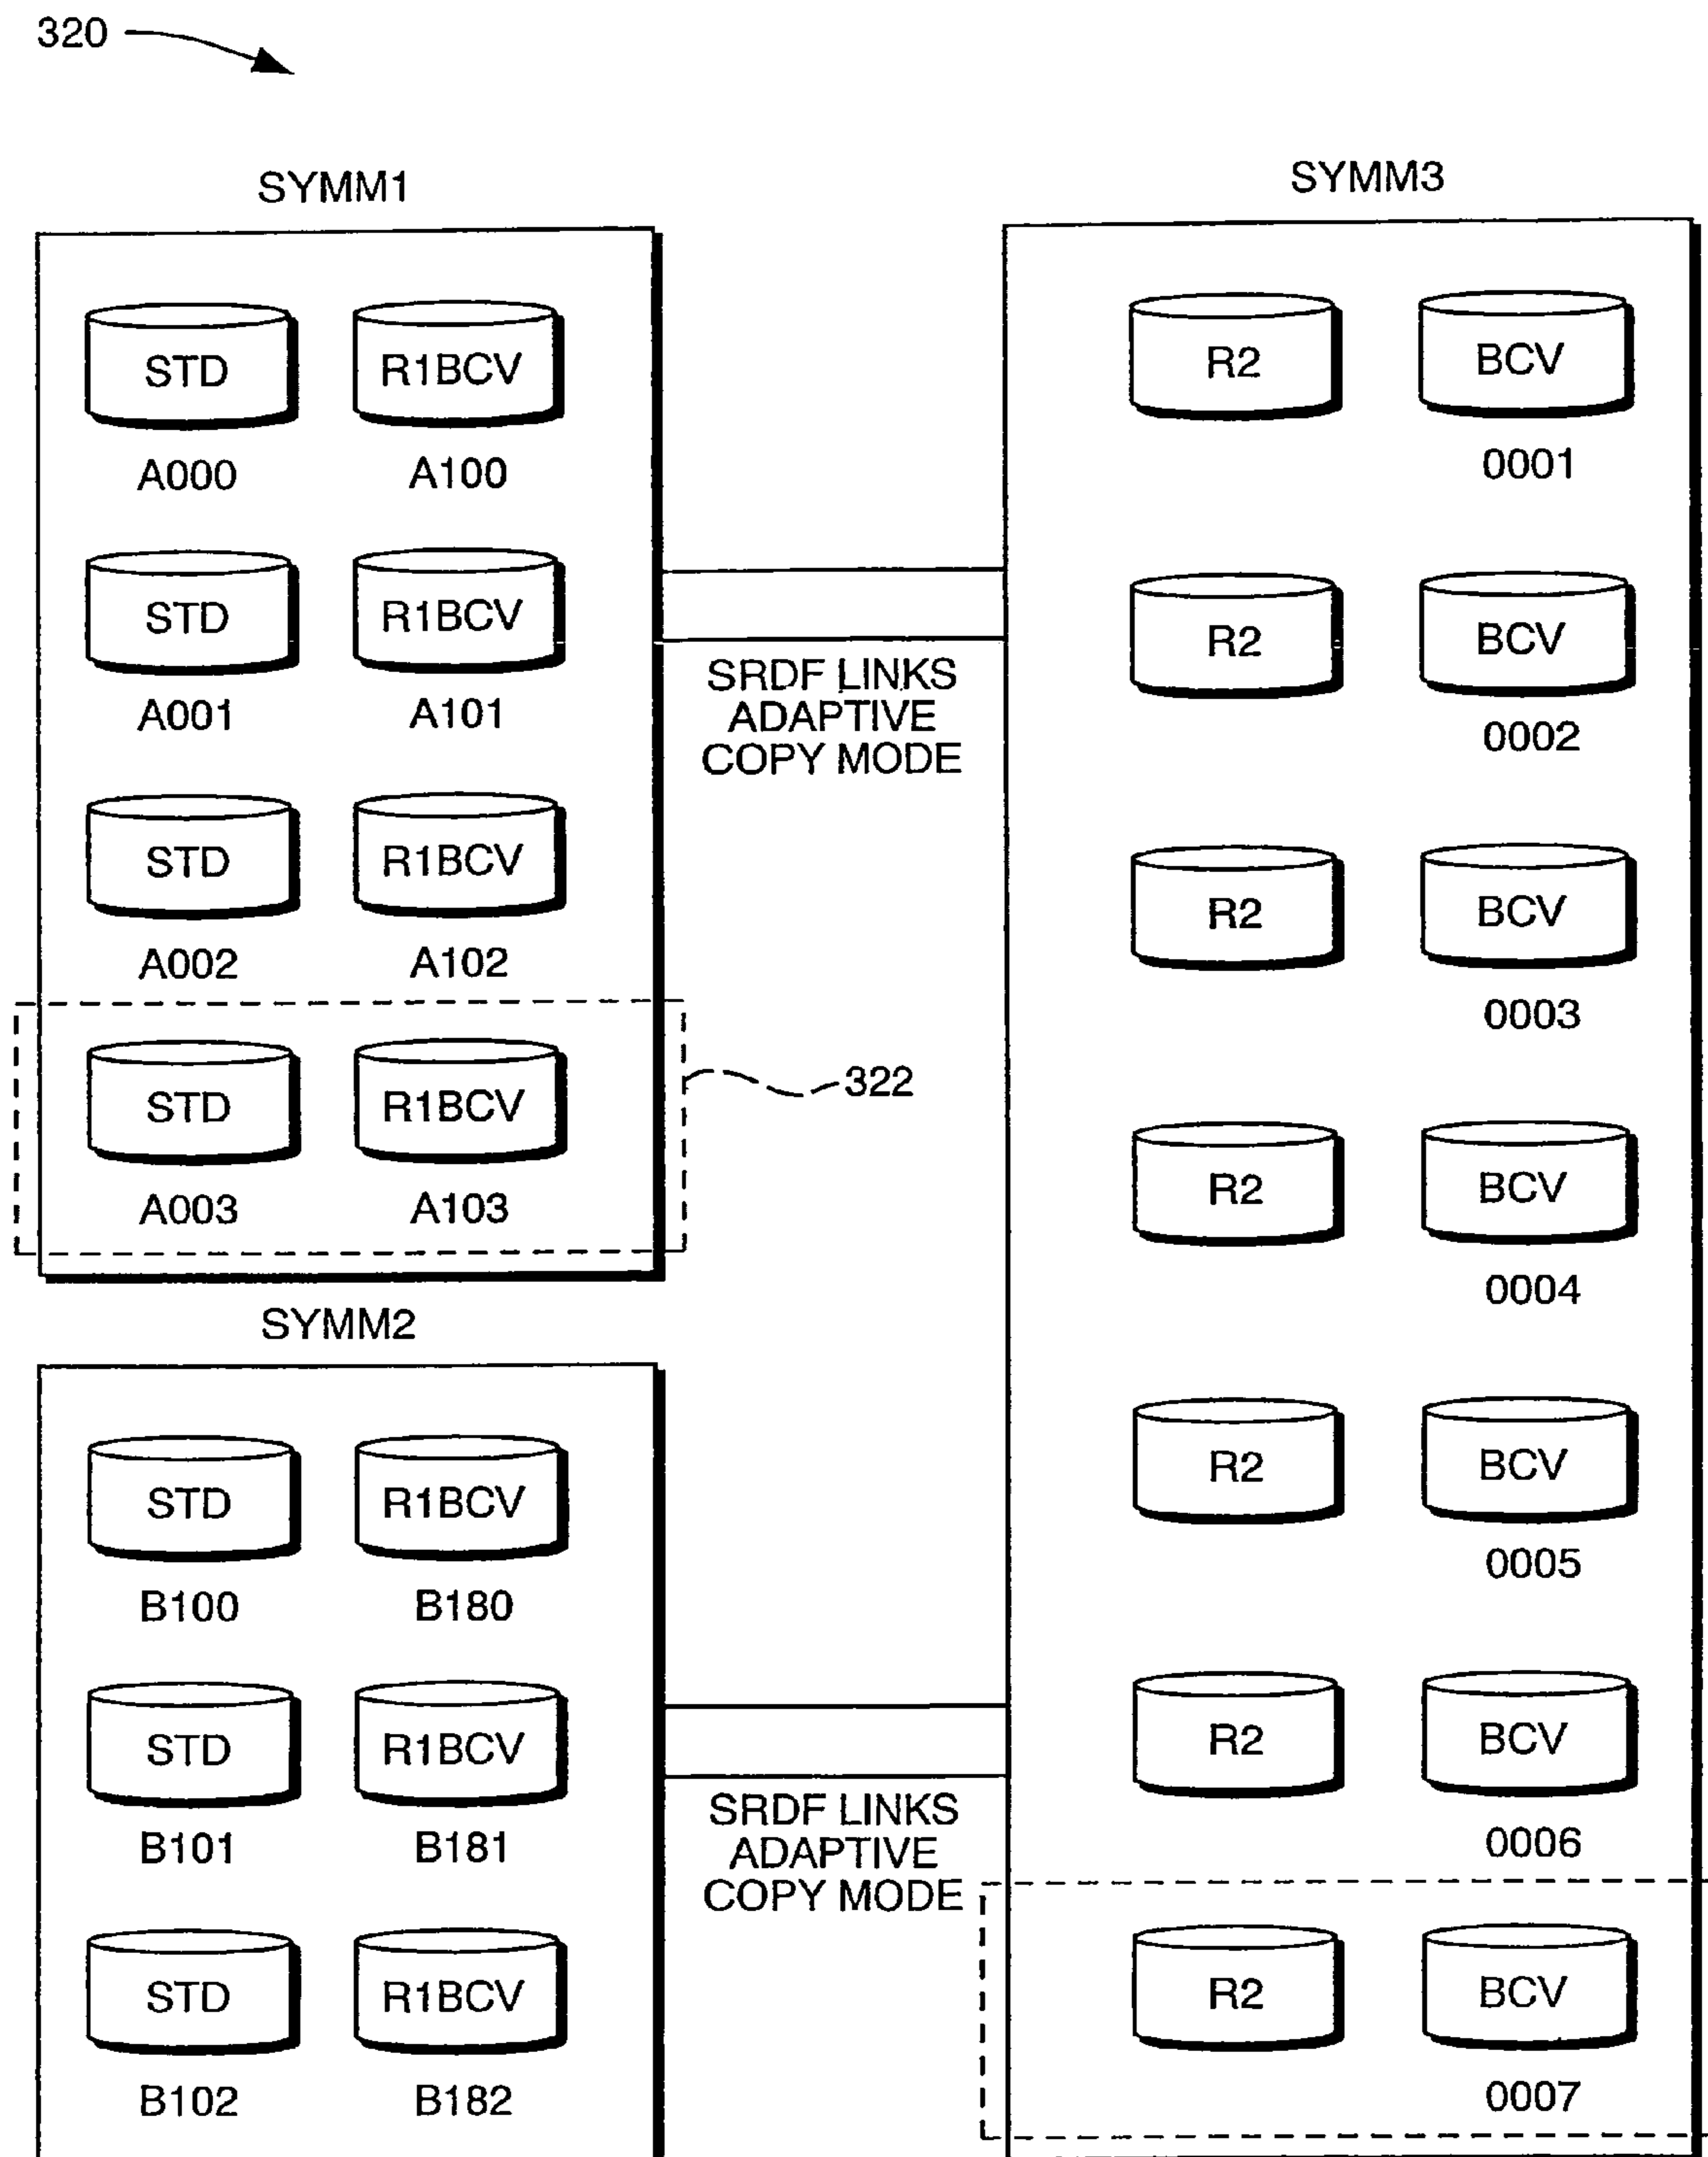 320
SYMM1
STD R1BCV
A000 A100
STD R1BCV
A001 A101
STD R1BCV
A002 A102
STD R1BCV
A003 A103
322
SRDF LINKS
ADAPTIVE
COPY MODE
SYMM2
STD R1BCV
B100 B180
STD R1BCV
B101 B181
STD R1BCV
B102 B182
SRDF LINKS
ADAPTIVE
COPY MODE
SYMM3
R2 BCV
0001
R2 BCV
0002
R2 BCV
0003
R2 BCV
0004
R2 BCV
0005
R2 BCV
0006
R2 BCV
0007